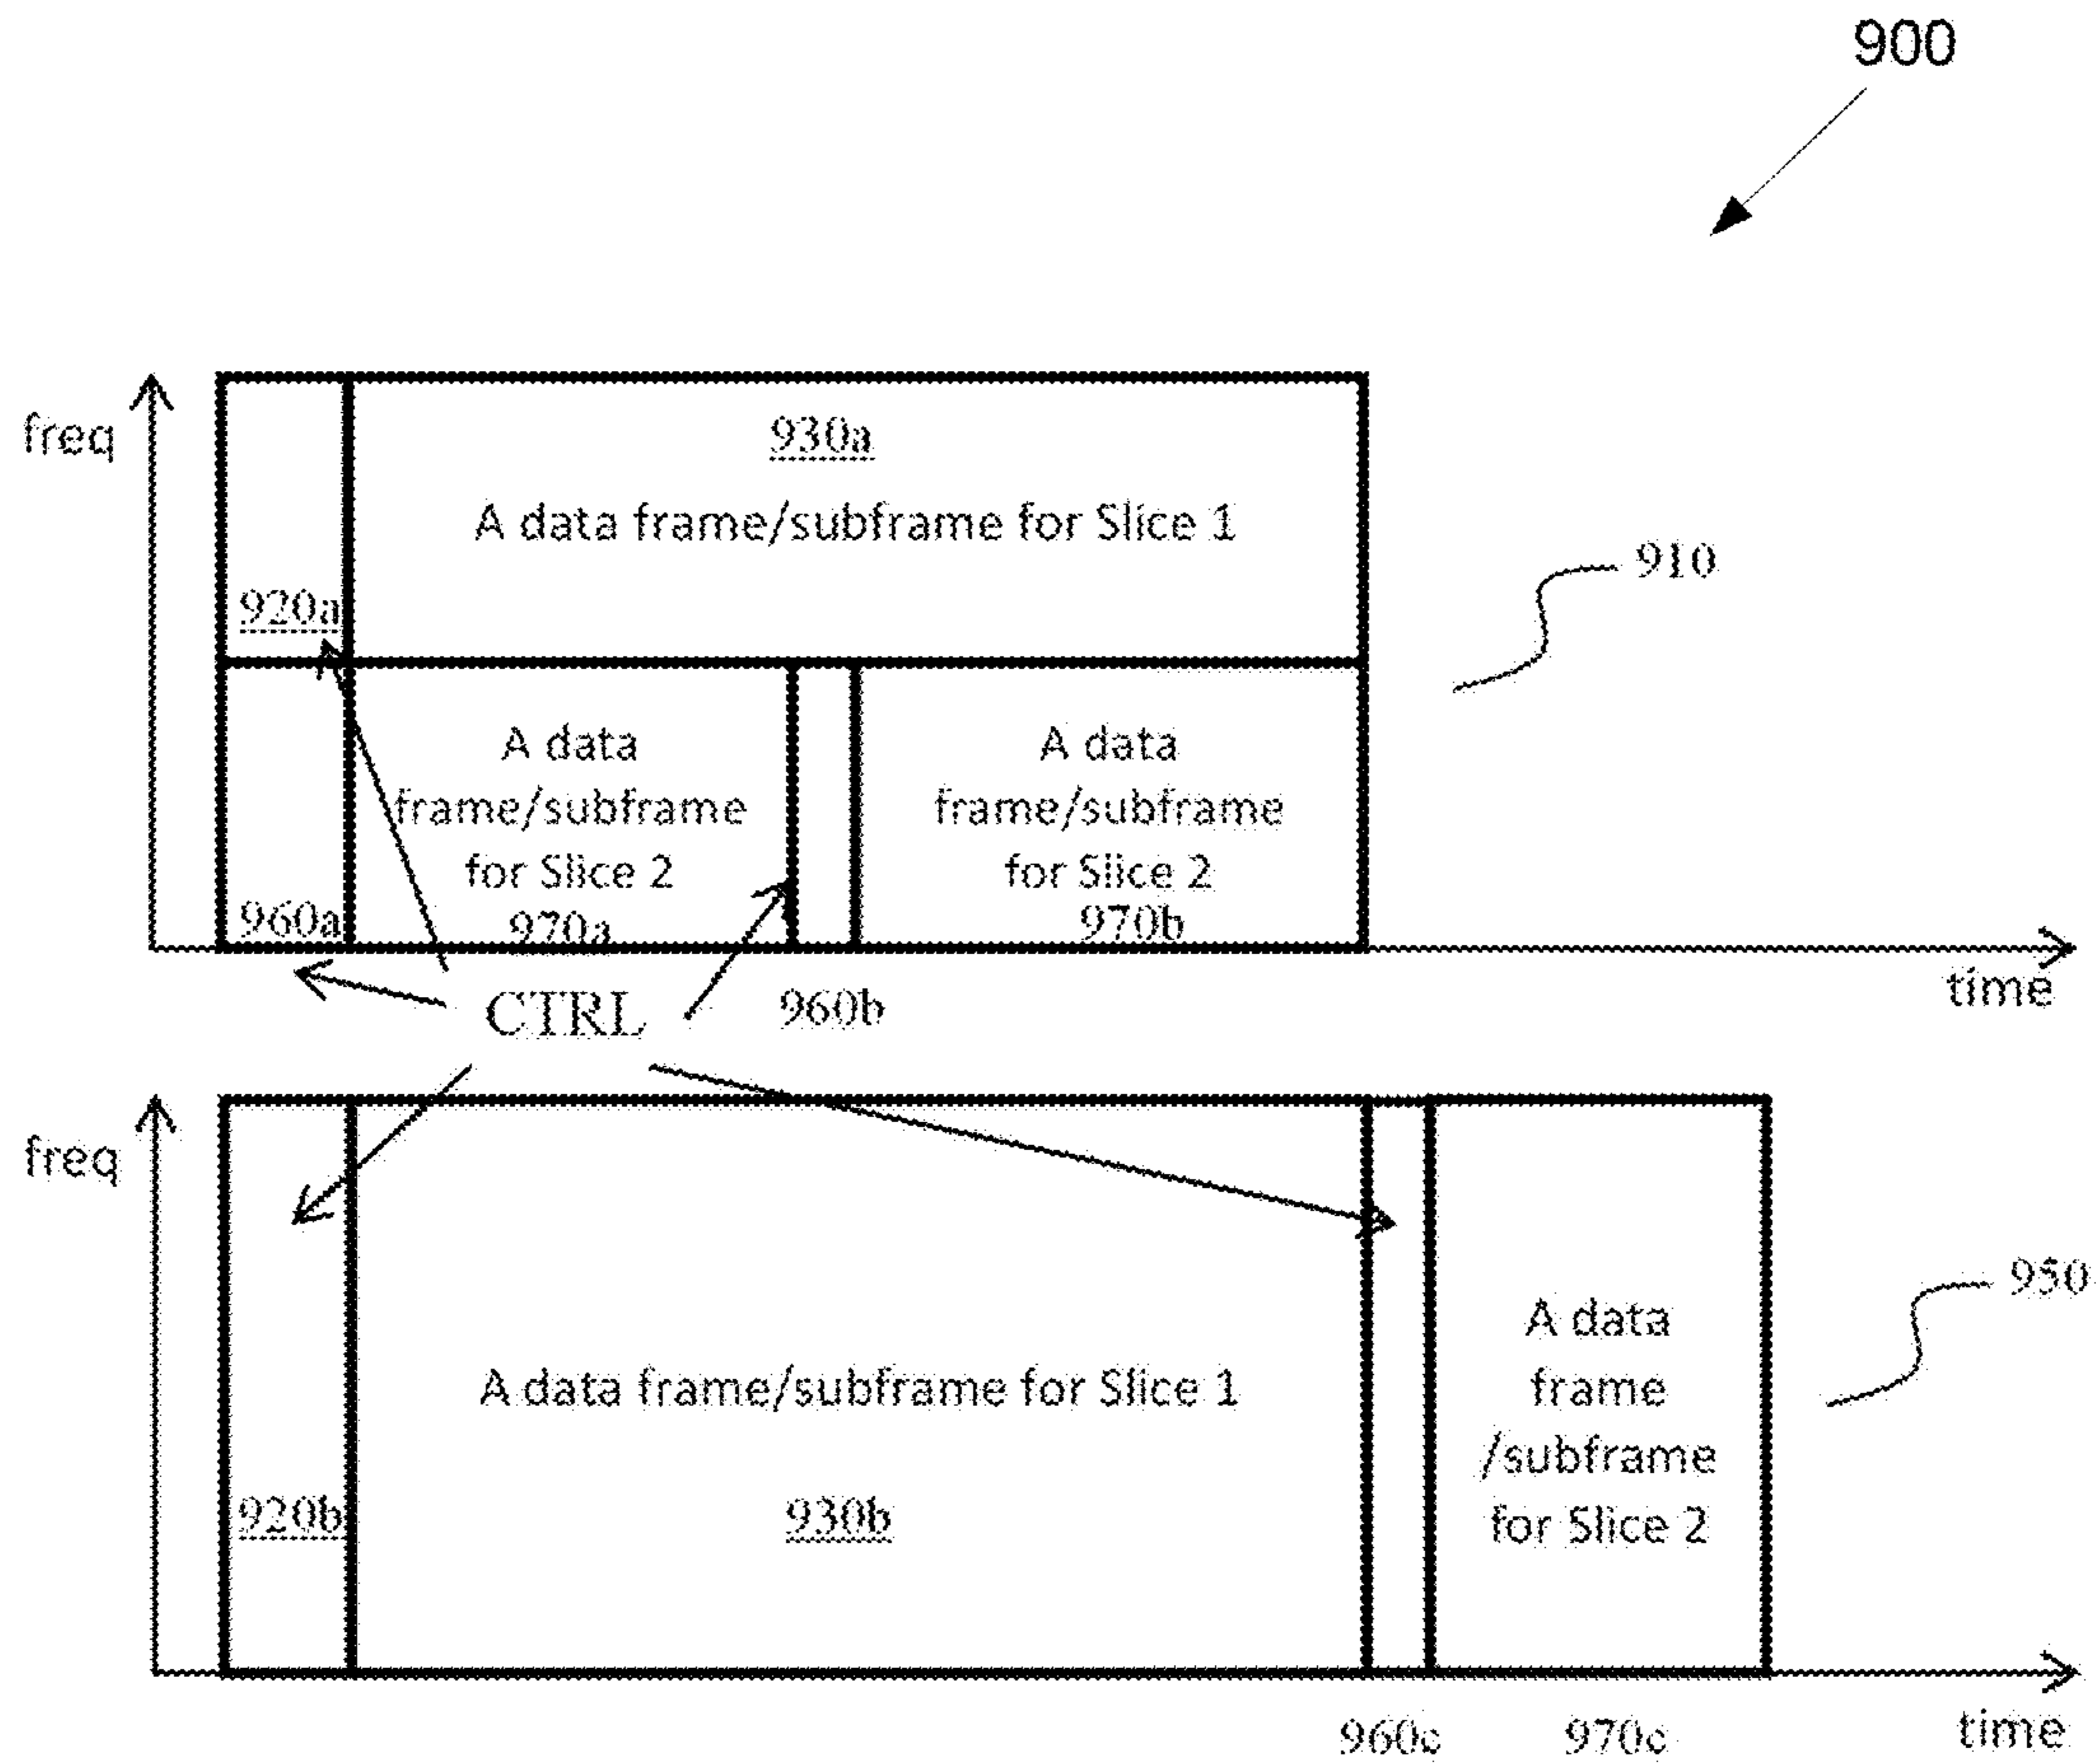 900
freq
930a
A data frame/subframe for Slice 1
910
920a
A data
frame/subframe
for Slice 2
970a
A data
frame/subframe
for Slice 2
970b
960a
time
CTRL
960b
freq
950
A data frame/subframe for Slice 1
A data
frame
/subframe
for Slice 2
920b
930b
960c
970c
time